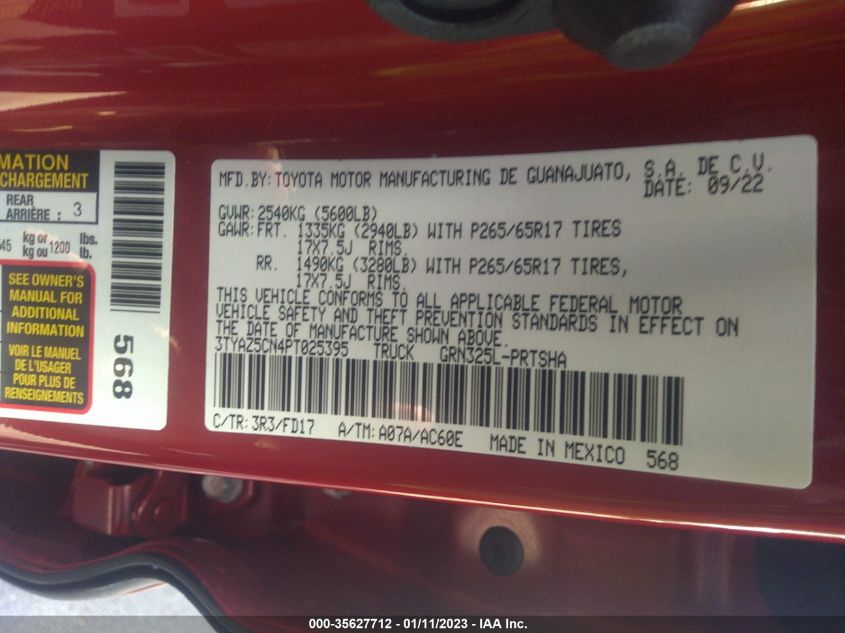 MATION
CHARGEMENT
REAR
ARRIÈRE : 3
545 kg or 1200 lbs.
kg ou lb.
SEE OWNER'S
MANUAL FOR
ADDITIONAL
INFORMATION
VOIR LE MANUEL
DE L'USAGER
POUR PLUS DE
RENSEIGNEMENTS
568
MFD.BY:TOYOTA MOTOR MANUFACTURING DE GUANAJUATO, S.A. DE C.V.
DATE: 09/22
GVWR:2540KG (5600LB)
GAWR:FRT. 1335KG (2940LB) WITH P265/65R17 TIRES
17X7.5J RIMS.
RR. 1490KG (3280LB) WITH P265/65R17 TIRES,
17X7.5J RIMS.
THIS VEHICLE CONFORMS TO ALL APPLICABLE FEDERAL MOTOR
VEHICLE SAFETY AND THEFT PREVENTION STANDARDS IN EFFECT ON
THE DATE OF MANUFACTURE SHOWN ABOVE.
3TYAZ5CN4PT025395 TRUCK GRN325L-PRTSHA
C/TR:3R3/FD17 A/TM:A07A/AC60E MADE IN MEXICO 568
000-35627712 - 01/11/2023 - IAA Inc.